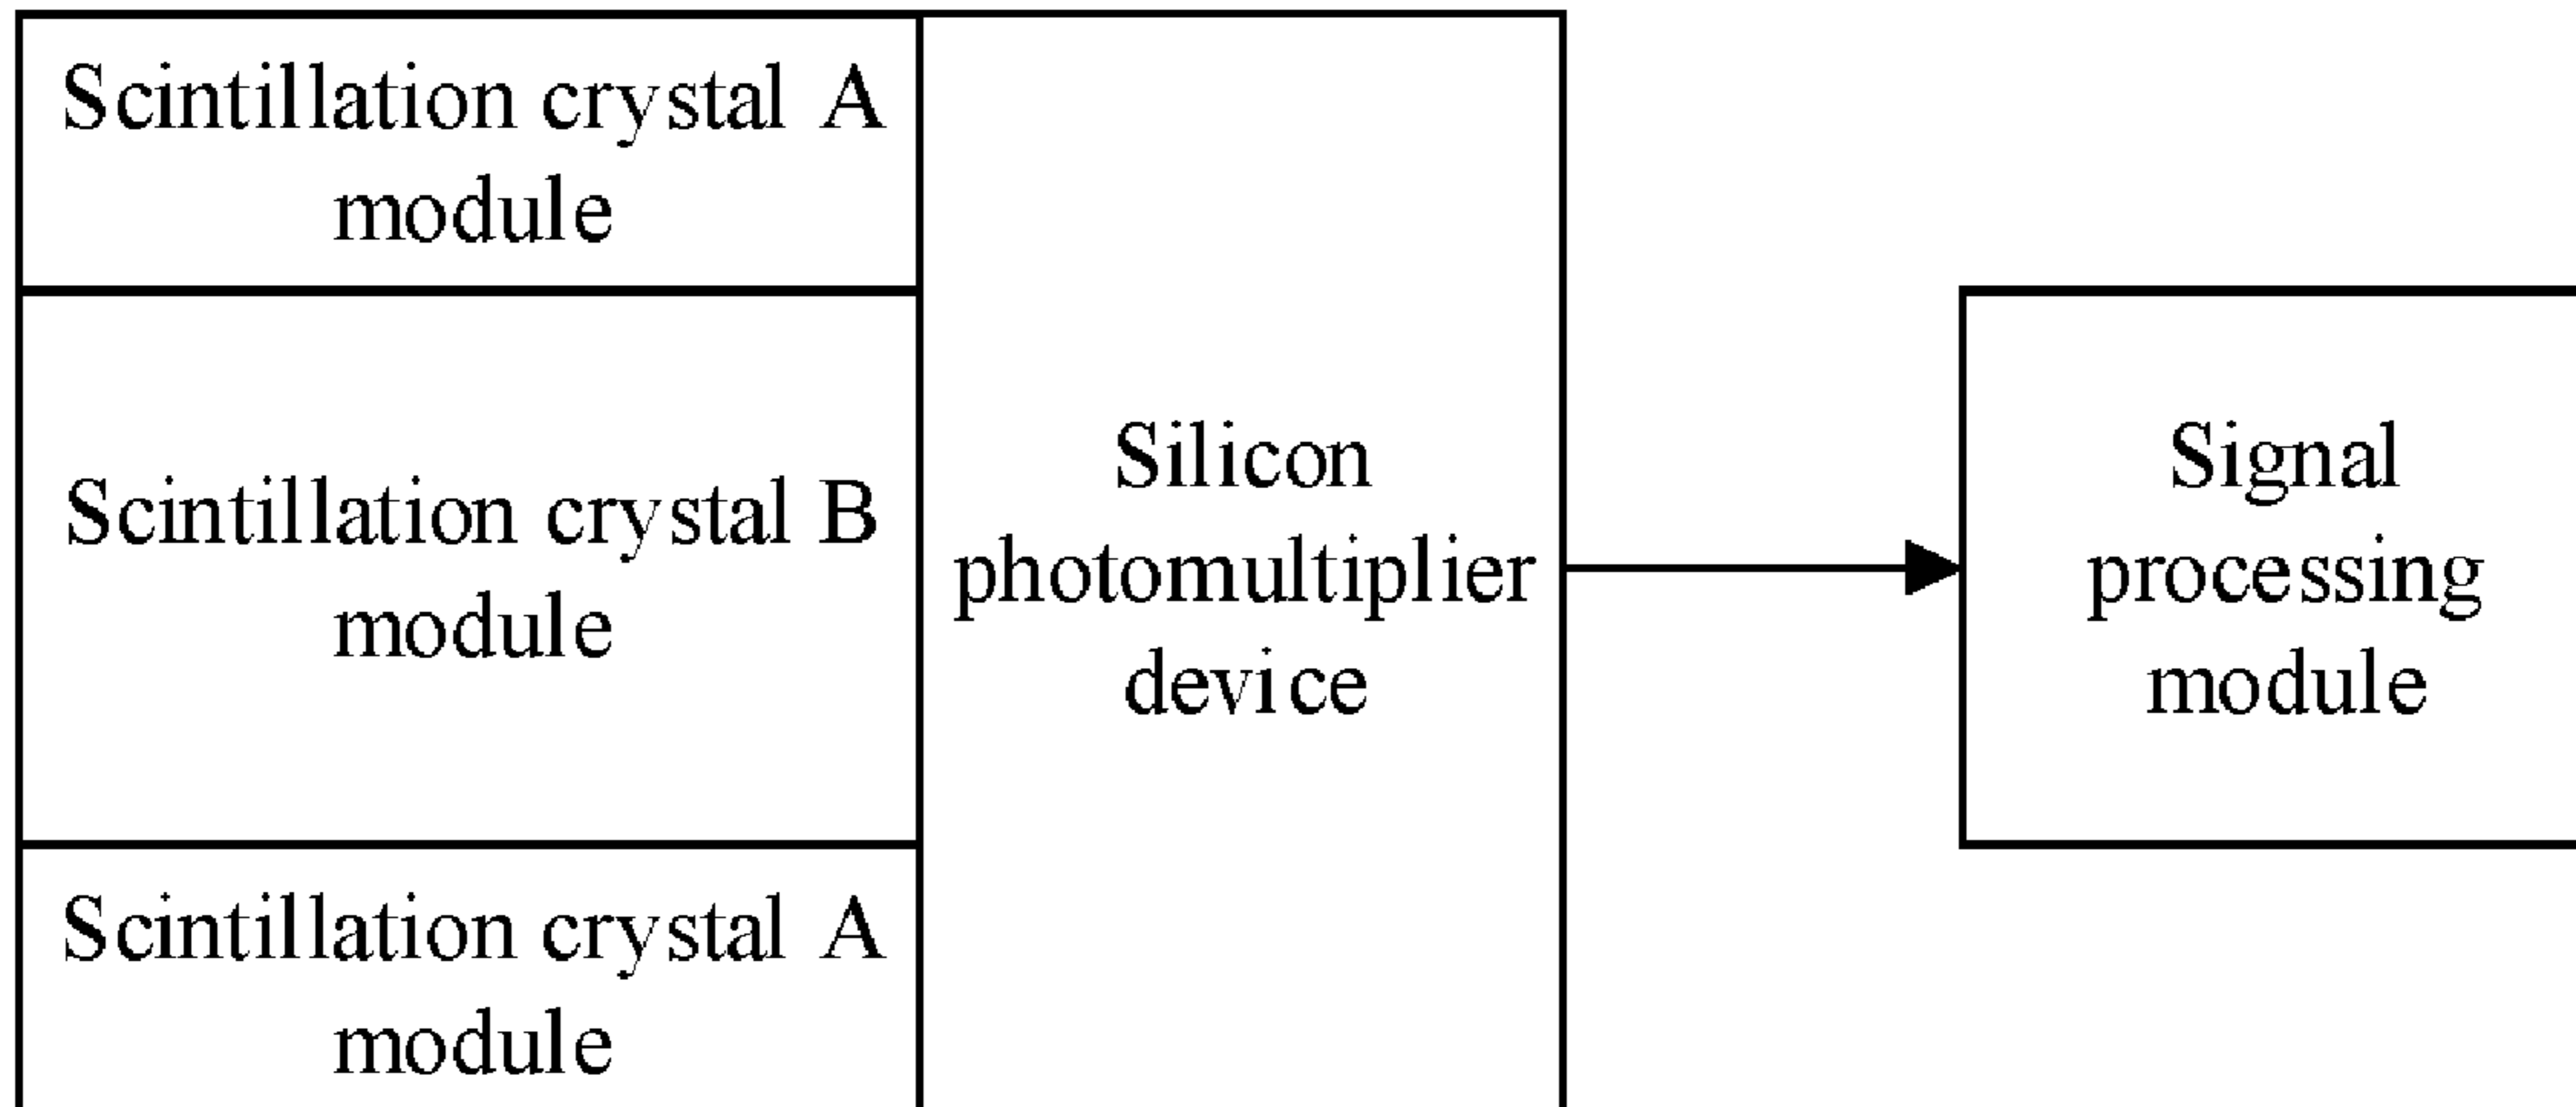 Scintillation crystal A
module
Scintillation crystal B
module
Scintillation crystal A
module
Silicon
photomultiplier
device
Signal
processing
module